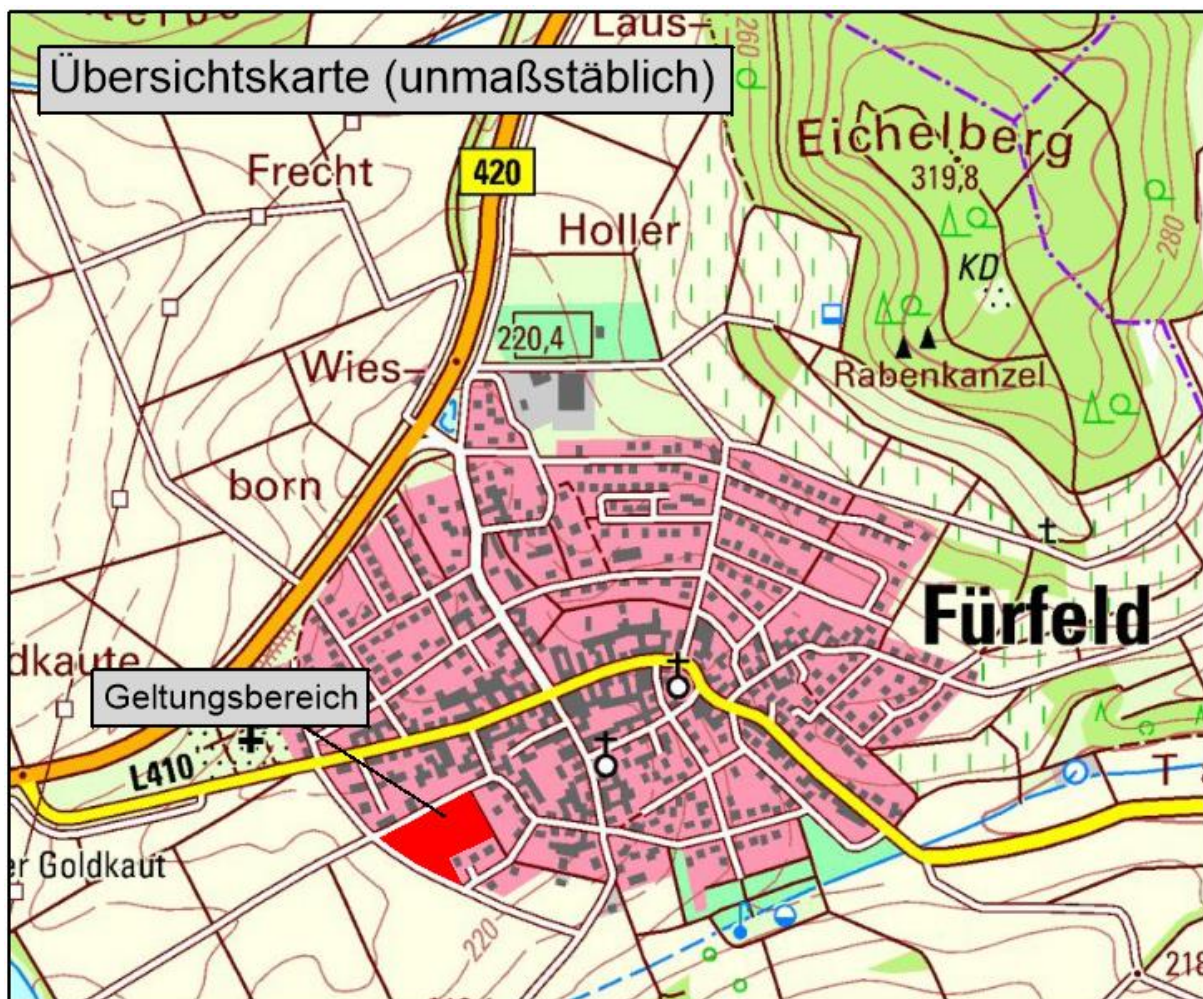 Laus-
Übersichtskarte (unmaßstäblich)
260
Eichelberg
319,8
Frecht
420
Holler
280
KD
220,4
Wies-
Rabenkanzel
born
Fürfeld
dkaute
Geltungsbereich
L410
T
er Goldkaut
220
218